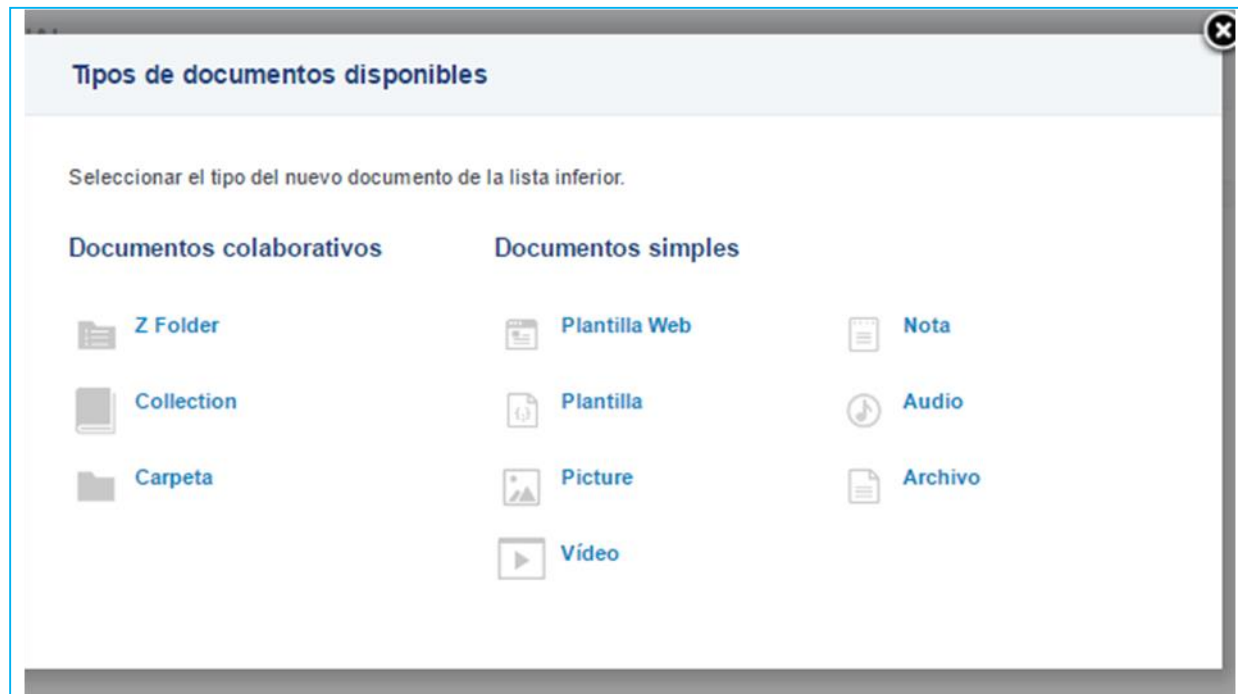 Tipos de documentos disponibles
Seleccionar el tipo del nuevo documento de la lista inferior.
Documentos colaborativos
Z Folder
Collection
Carpeta
Documentos simples
Plantilla Web
Plantilla
Picture
Vídeo
Nota
Audio
Archivo